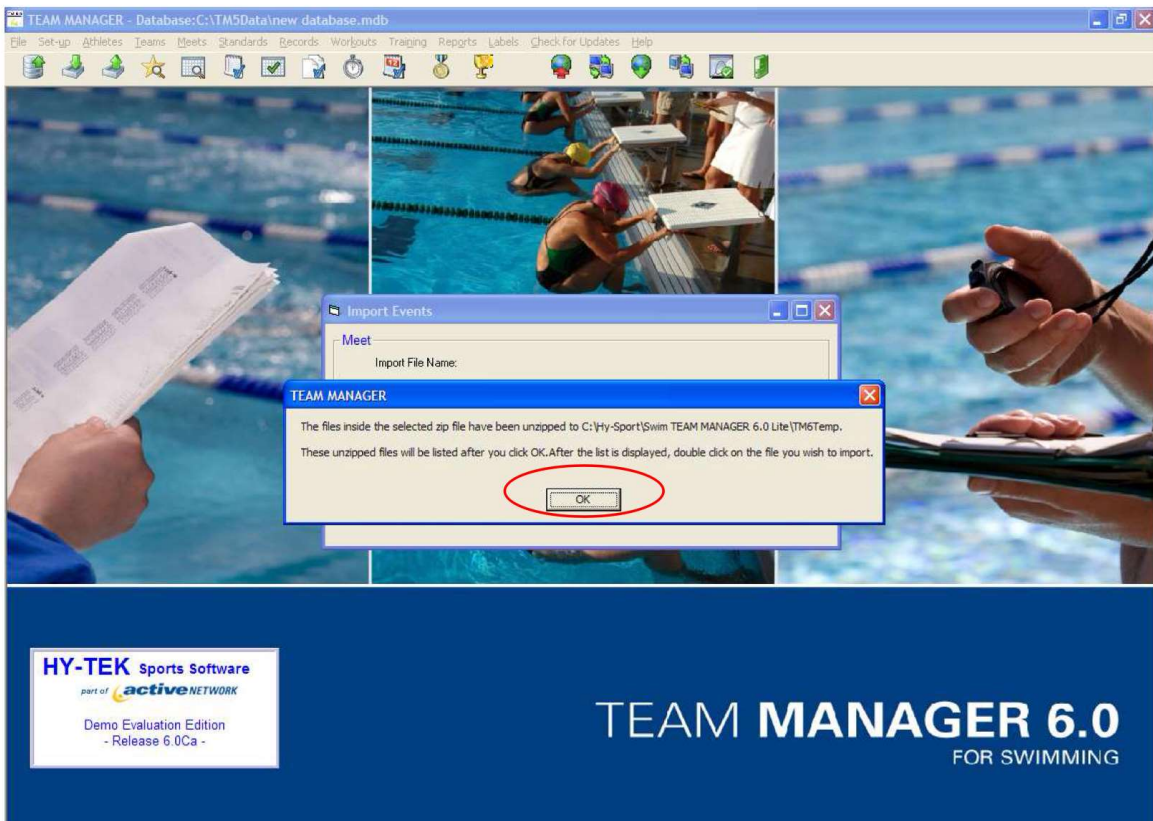 TEAM MANAGER - Database:C:\TM5Data\new database.mdb
File Set-up Athletes Teams Meets Standards Records Workouts Training Reports Labels Check for Updates Help
Import Events
Meet
Import File Name:
TEAM MANAGER
The files inside the selected zip file have been unzipped to C:\Hy-Sport\Swim TEAM MANAGER 6.0 Lite\TM6Temp.
These unzipped files will be listed after you click OK.After the list is displayed, double click on the file you wish to import.
OK
HY-TEK Sports Software
part of active NETWORK
Demo Evaluation Edition
- Release 6.0Ca -
TEAM MANAGER 6.0
FOR SWIMMING